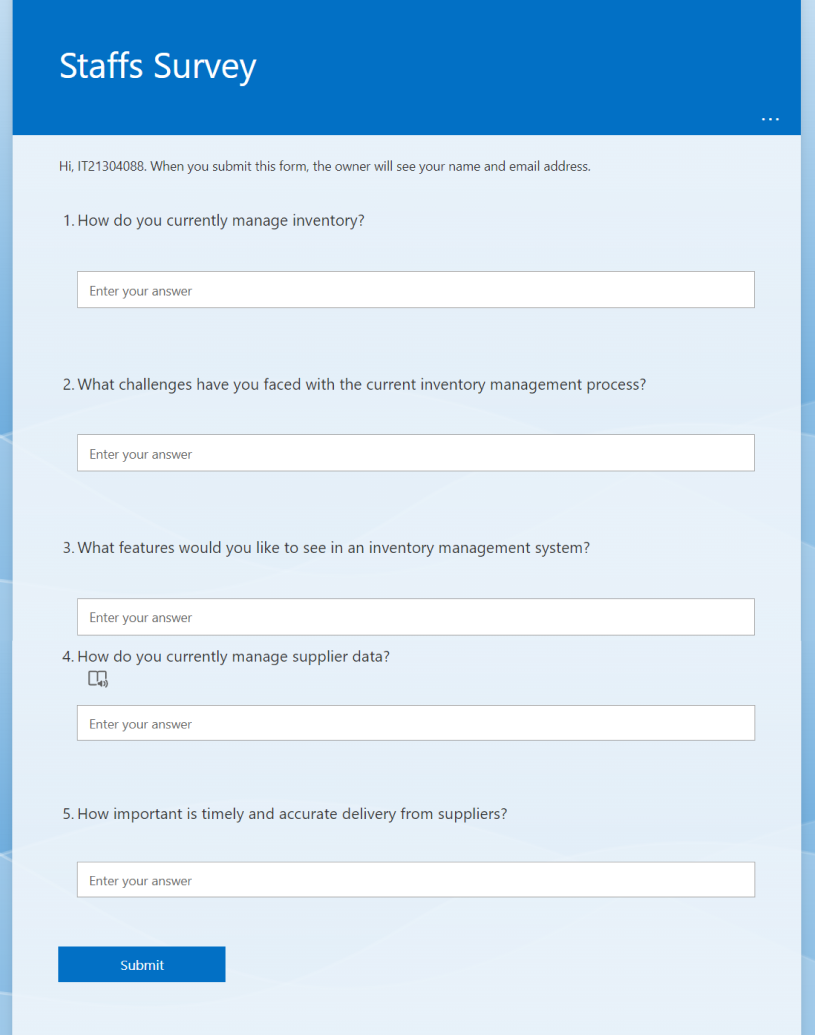 Staffs Survey
...
Hi, IT21304088. When you submit this form, the owner will see your name and email address.
1. How do you currently manage inventory?
Enter your answer
2. What challenges have you faced with the current inventory management process?
Enter your answer
3. What features would you like to see in an inventory management system?
Enter your answer
4. How do you currently manage supplier data?
Enter your answer
5. How important is timely and accurate delivery from suppliers?
Enter your answer
Submit